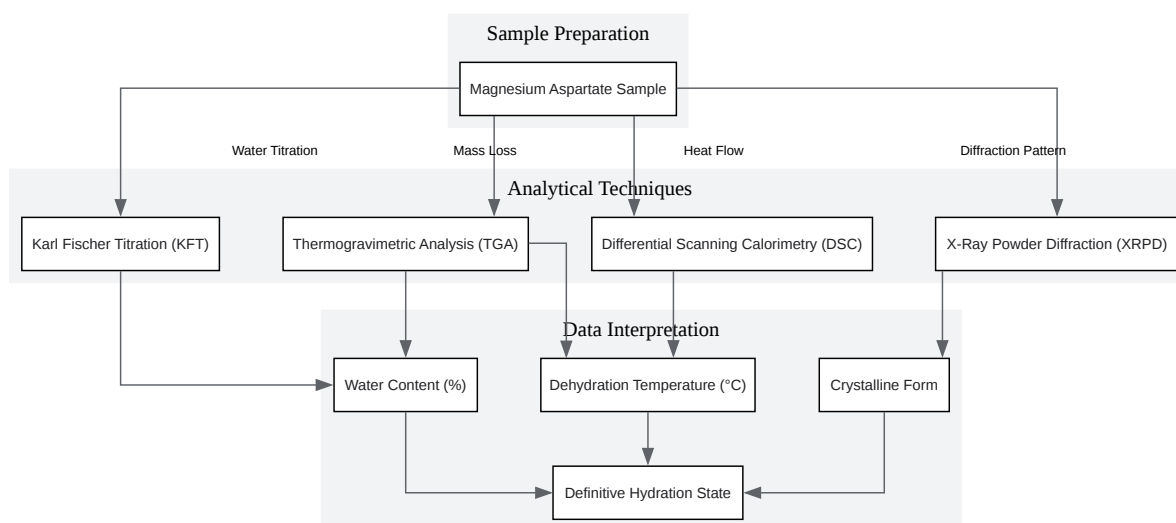 Sample Preparation
Magnesium Aspartate Sample
Water Titration
Mass Loss
Heat Flow
Diffraction Pattern
Analytical Techniques
Karl Fischer Titration (KFT)
Thermogravimetric Analysis (TGA)
Differential Scanning Calorimetry (DSC)
X-Ray Powder Diffraction (XRPD)
Data Interpretation
Water Content (%)
Dehydration Temperature (°C)
Crystalline Form
Definitive Hydration State